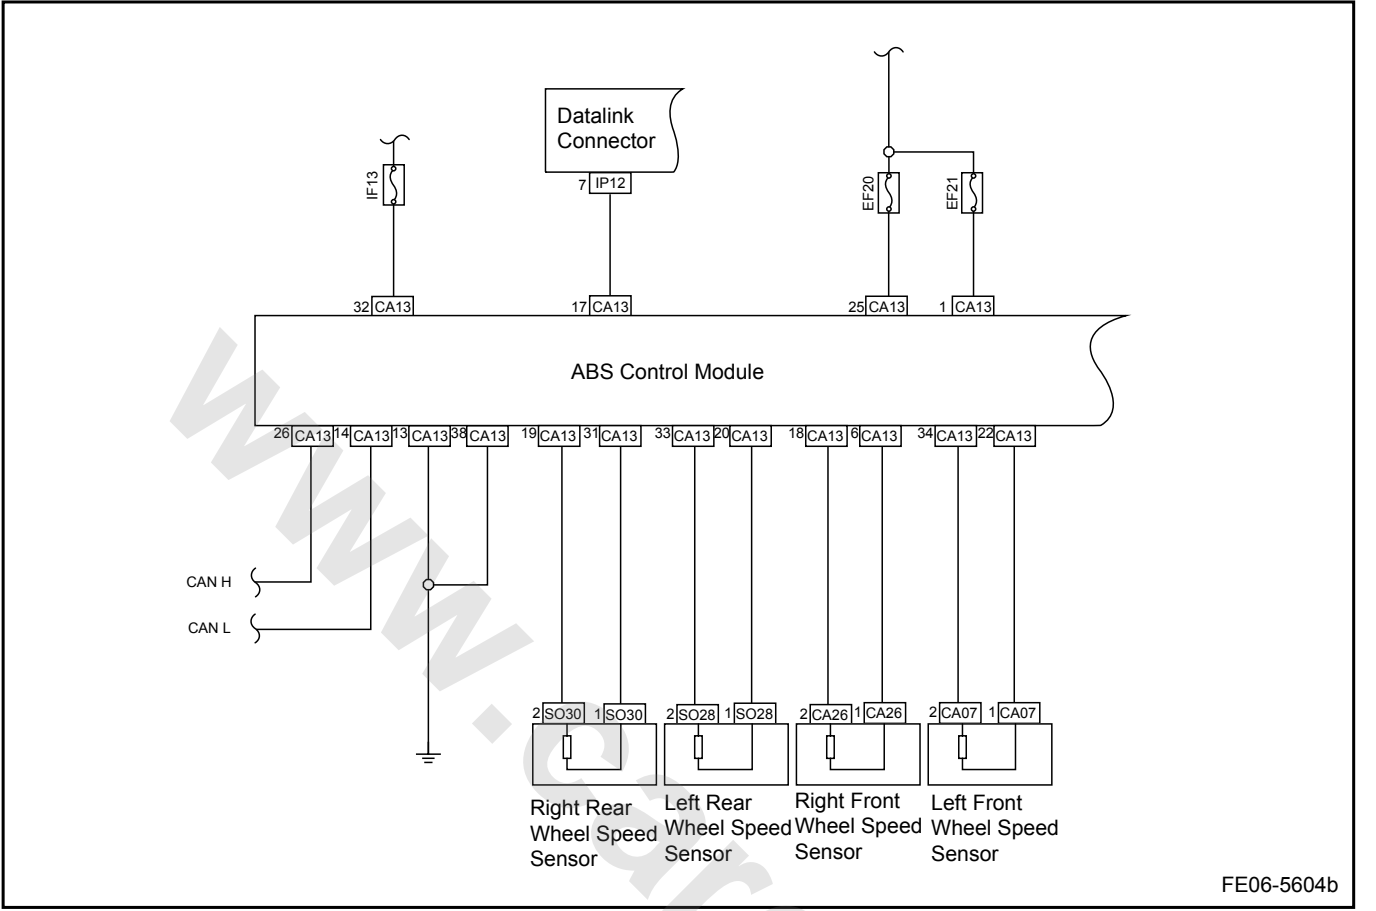 Datalink
Connector
IF13
7 IP12
EF20
EF21
32 CA13
17 CA13
25 CA13
1 CA13
ABS Control Module
26 CA13 14 CA13 13 CA13 38 CA13 19 CA13 31 CA13 33 CA13 20 CA13 18 CA13 6 CA13 34 CA13 22 CA13
CAN H
CAN L
2 SO30 1 SO30 2 SO28 1 SO28 2 CA26 1 CA26 2 CA07 1 CA07
Right Rear
Wheel Speed
Sensor
Left Rear
Wheel Speed
Sensor
Right Front
Wheel Speed
Sensor
Left Front
Wheel Speed
Sensor
FE06-5604b
www.car